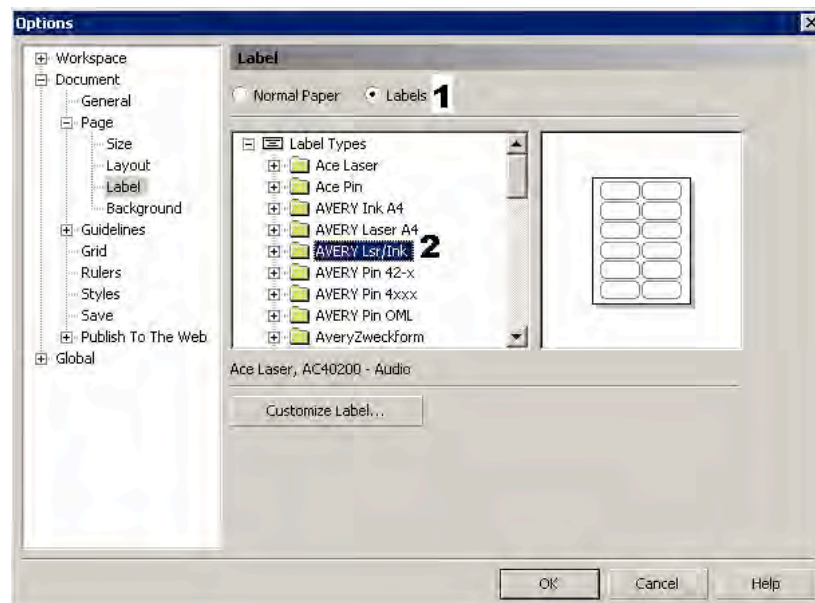 Options
Workspace
Document
General
Page
Size
Layout
Label
Background
Guidelines
Grid
Rulers
Styles
Save
Publish To The Web
Global
Label
Normal Paper Labels 1
Label Types
Ace Laser
Ace Pin
AVERY Ink A4
AVERY Laser A4
AVERY Lsr/Ink 2
AVERY Pin 42-x
AVERY Pin 4xxx
AVERY Pin OML
AveryZweckform
Ace Laser, AC40200 - Audio
Customize Label...
OK Cancel Help